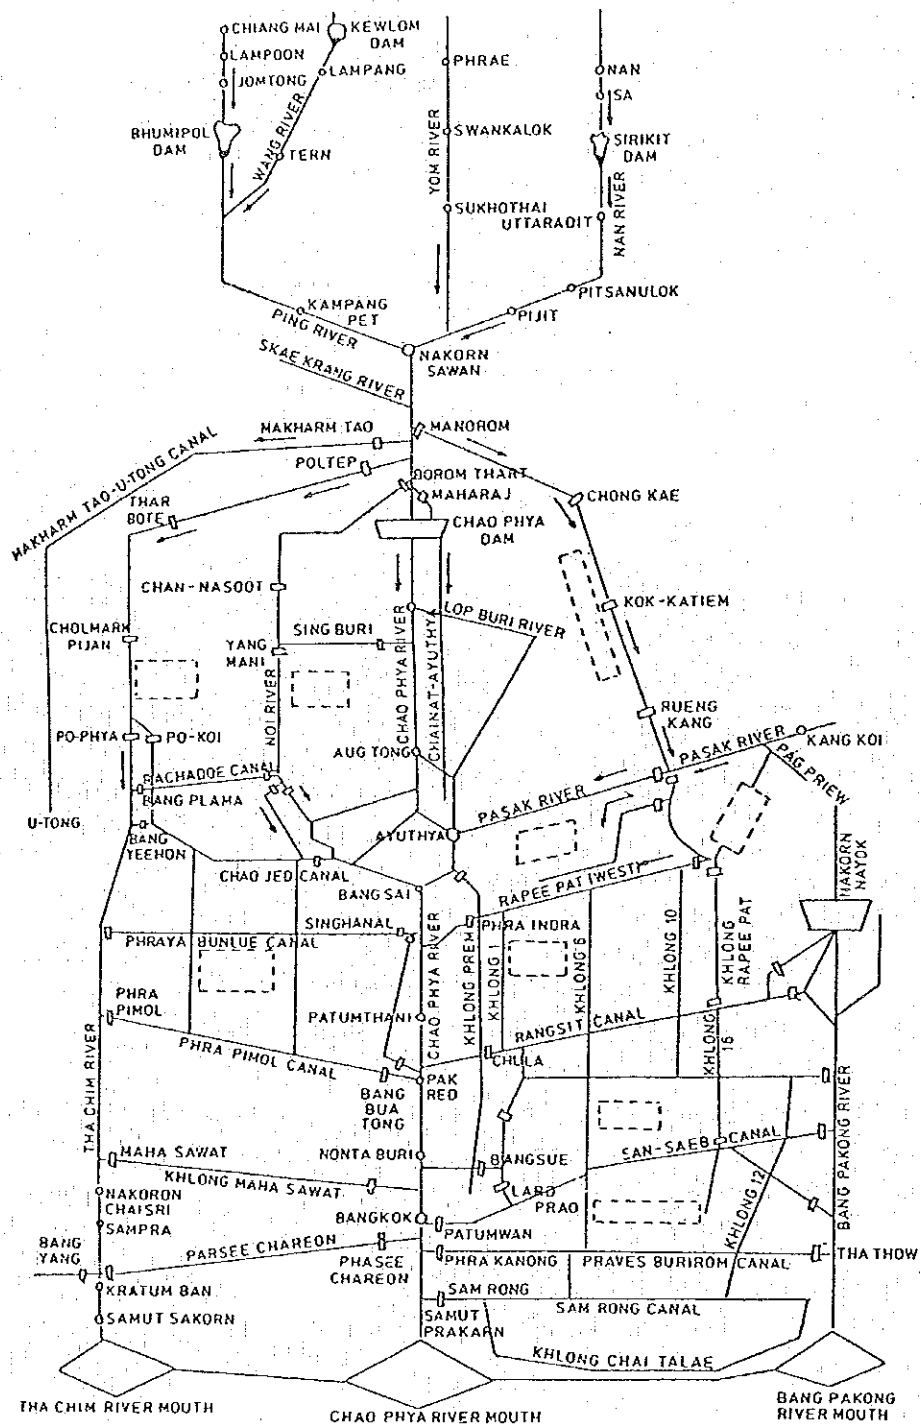 CHIANG MAI
KEWLOM
DAM
LAMPOON
LAMPANG
JOMTONG
BHUMIPOL
DAM
WANG RIVER
TERN
PHRAE
YOM RIVER
SWANKALOK
SUKHOTHAI
NAN
SA
SIRIKIT
DAM
NAN RIVER
UTTARADIT
PITSANULOK
PIJIT
KAMPANG
PET
PING RIVER
SKAE KRANG RIVER
NAKORN
SAWAN
MAKHARM TAO
MANOROM
MAKHARM TAO-U-TONG CANAL
POLTEP
BOROM THART
MAHARAJ
CHONG KAE
THAR
BOTE
CHAO PHYA
DAM
CHAN-NASOOT
KOK-KATIEM
LOP BURI RIVER
CHOLMARK
PIJAN
YANG
MANI
SING BURI
CHAO PHYA RIVER
CHAINAT-AYUTHY
NOI RIVER
RUENG
KANG
PO-PHYA
PO-KOI
AUG TONG
PASAK RIVER
KANG KOI
PAG PRIEW
RACHADOE CANAL
BANG PLAMA
PASAK RIVER
U-TONG
BANG
YEEHON
AYUTHYA
NAKORN
NAYOK
CHAO JED CANAL
BANG SAI
RAPEE PAT (WEST)
SINGHANAL
PHRA INDRA
PHRAYA BUNLUE CANAL
CHAO PHYA RIVER
KHLONG PREM
KHLONG 1
KHLONG 6
KHLONG 10
KHLONG
RAPEE PAT
PHRA
PIMOL
PATUMTHANI
RANGSIT CANAL
KHLONG
16
PHRA PIMOL CANAL
CHULA
THA CHIM RIVER
BANG
BUA
TONG
PAK
RED
BANG PAKONG RIVER
MAHA SAWAT
NONTA BURI
BANGSUE
SAN-SAEB CANAL
KHLONG MAHA SAWAT
KHLONG 12
NAKORON
CHAISRI
LARD
PRAO
SAMPRA
BANGKOK
PATUMWAN
BANG
YANG
PARSEE CHAREON
PHASEE
CHAREON
PHRA KANONG
PRAVES BURIROM CANAL
THA THOW
KRATUM BAN
SAM RONG
SAM RONG CANAL
SAMUT SAKORN
SAMUT
PRAKARN
KHLONG CHAI TALAE
THA CHIM RIVER MOUTH
CHAO PHYA RIVER MOUTH
BANG PAKONG
RIVER MOUTH